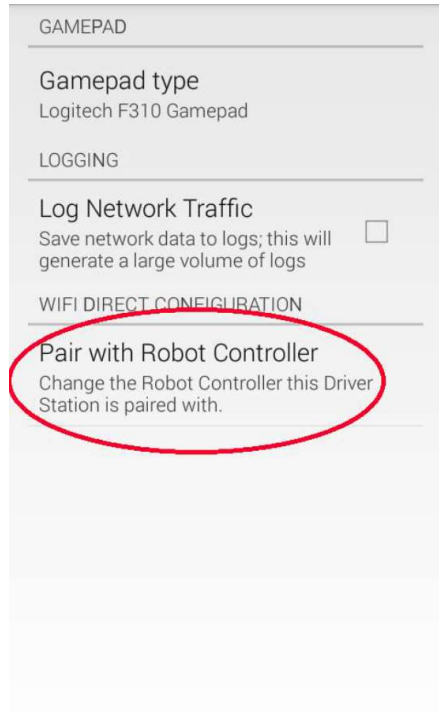 GAMEPAD
Gamepad type
Logitech F310 Gamepad
LOGGING
Log Network Traffic
Save network data to logs; this will
generate a large volume of logs
WIFI DIRECT CONFIGURATION
Pair with Robot Controller
Change the Robot Controller this Driver
Station is paired with.